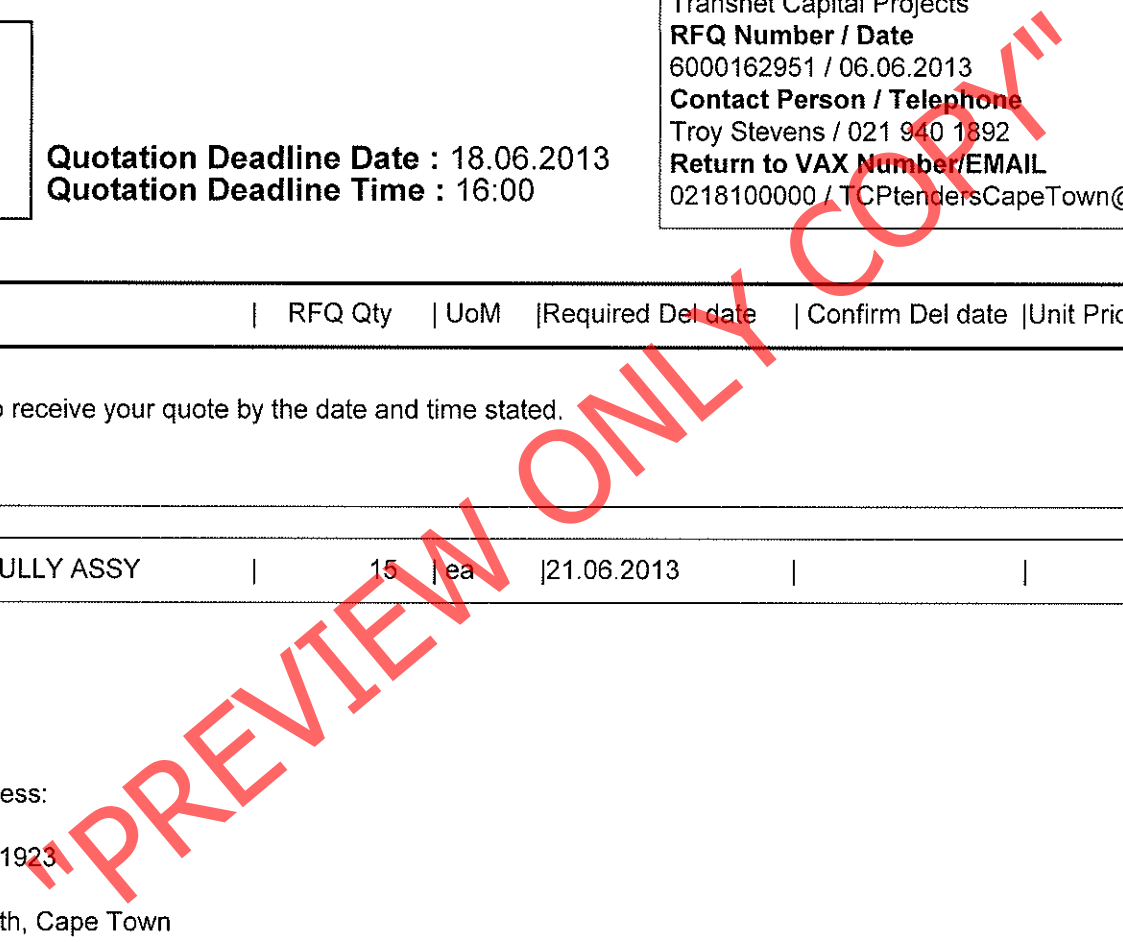 Transnet Capital Projects
RFQ Number / Date
6000162951 / 06.06.2013
Contact Person / Telephone
Troy Stevens / 021 940 1892
Return to VAX Number/EMAIL
0218100000 / TCPtendersCapeTown@
Quotation Deadline Date : 18.06.2013
Quotation Deadline Time : 16:00
| RFQ Qty | UoM |Required Del date | Confirm Del date |Unit Pric
o receive your quote by the date and time stated.
ULLY ASSY | 15 | ea |21.06.2013 | |
ess:
1923
th, Cape Town
"PREVIEW ONLY COPY"